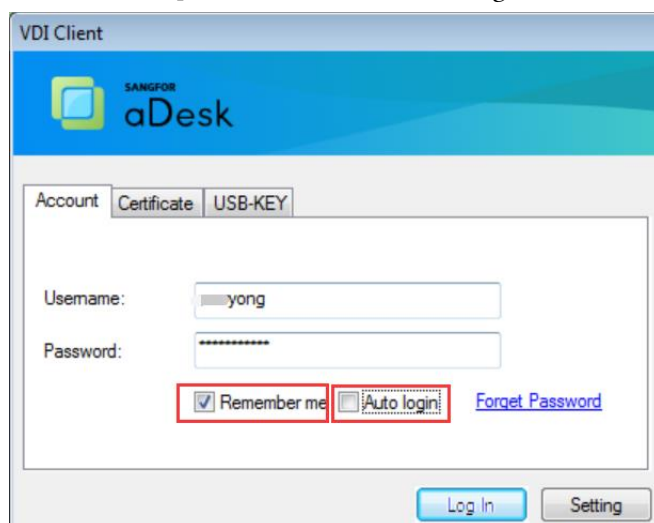 VDI Client
SANGFOR
aDesk
Account Certificate USB-KEY
Username: yong
Password: ***********
Remember me Auto login Forget Password
Log In Setting